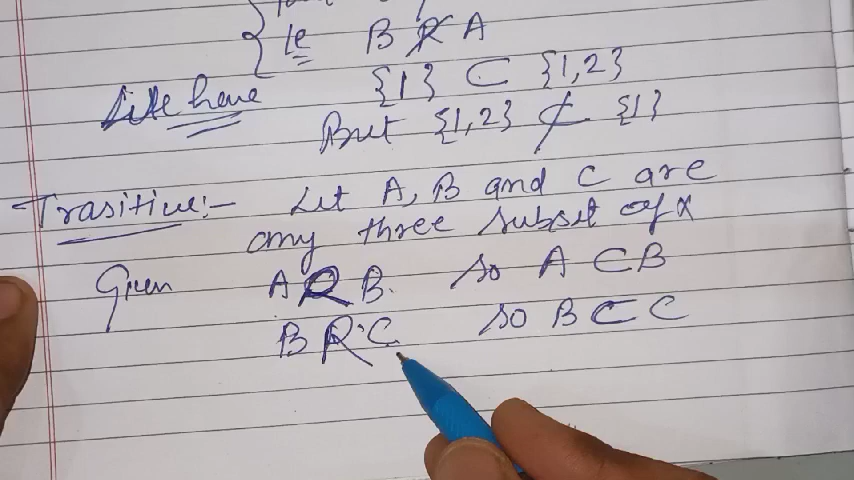 ie B R̸ A
Like have {1} ⊂ {1,2}
But {1,2} ⊄ {1}
Trasitive:- Let A, B and C are
any three subset of x
Given A R B. so A ⊂ B
B R C so B ⊂ C